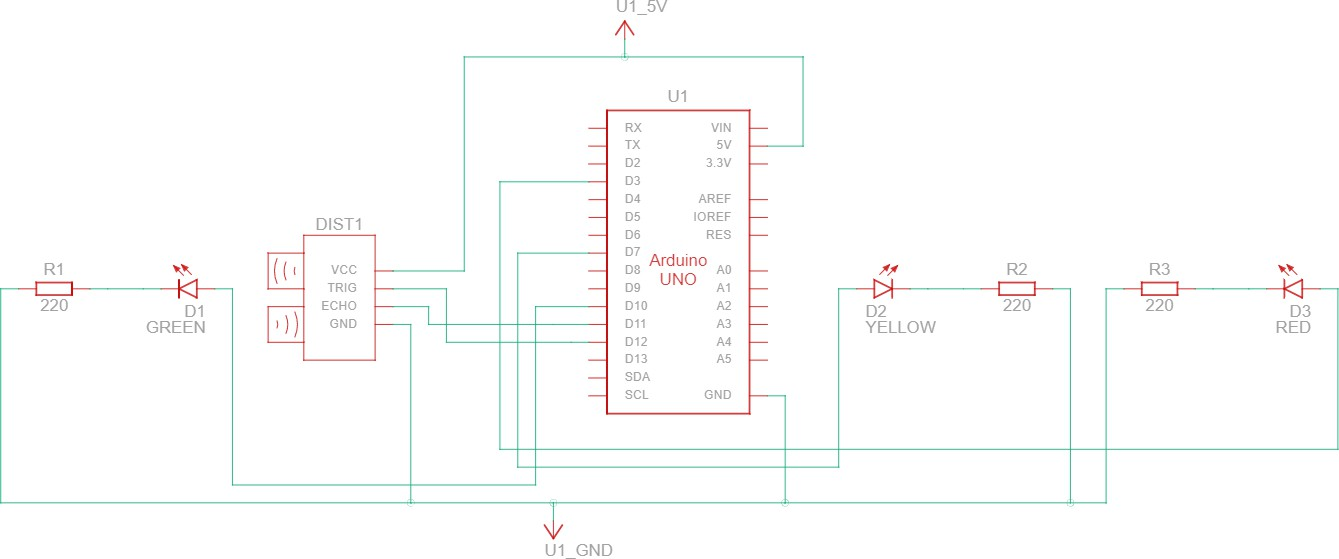 U1_5V
U1
RX
TX
D2
D3
D4
D5
D6
D7
D8
D9
D10
D11
D12
D13
SDA
SCL
VIN
5V
3.3V
AREF
IOREF
RES
A0
A1
A2
A3
A4
A5
GND
Arduino
UNO
DIST1
VCC
TRIG
ECHO
GND
R1
220
D1
GREEN
D2
YELLOW
R2
220
R3
220
D3
RED
U1_GND